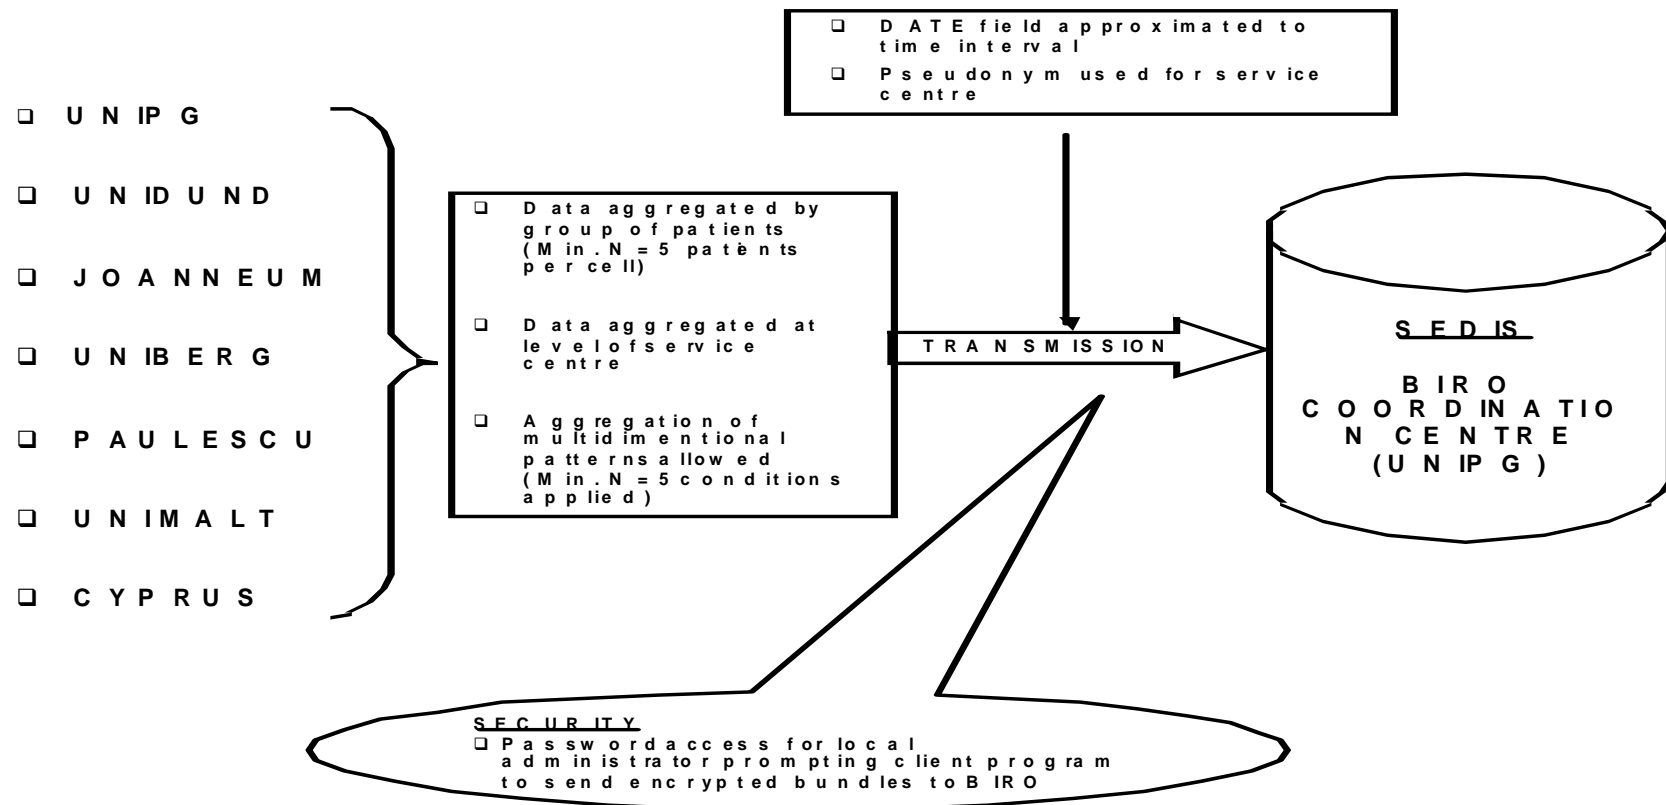 ❑ DATE field approximated to
time interval
❑ Pseudonym used for service
centre
❑ UNIPG
❑ UNIDUND
❑ JOANNEUM
❑ UNIBERG
❑ PAULESCU
❑ UNIMALT
❑ CYPRUS
❑ Data aggregated by
group of patients
(Min. N = 5 patients
per cell)
❑ Data aggregated at
level of service
centre
❑ Aggregation of
multidimentional
patterns allowed
(Min. N = 5 conditions
applied)
TRANSMISSION
SEDIS
BIRO
COORDINATIO
N CENTRE
(UNIPG)
SECURITY
❑ Password access for local
administrator prompting client program
to send encrypted bundles to BIRO